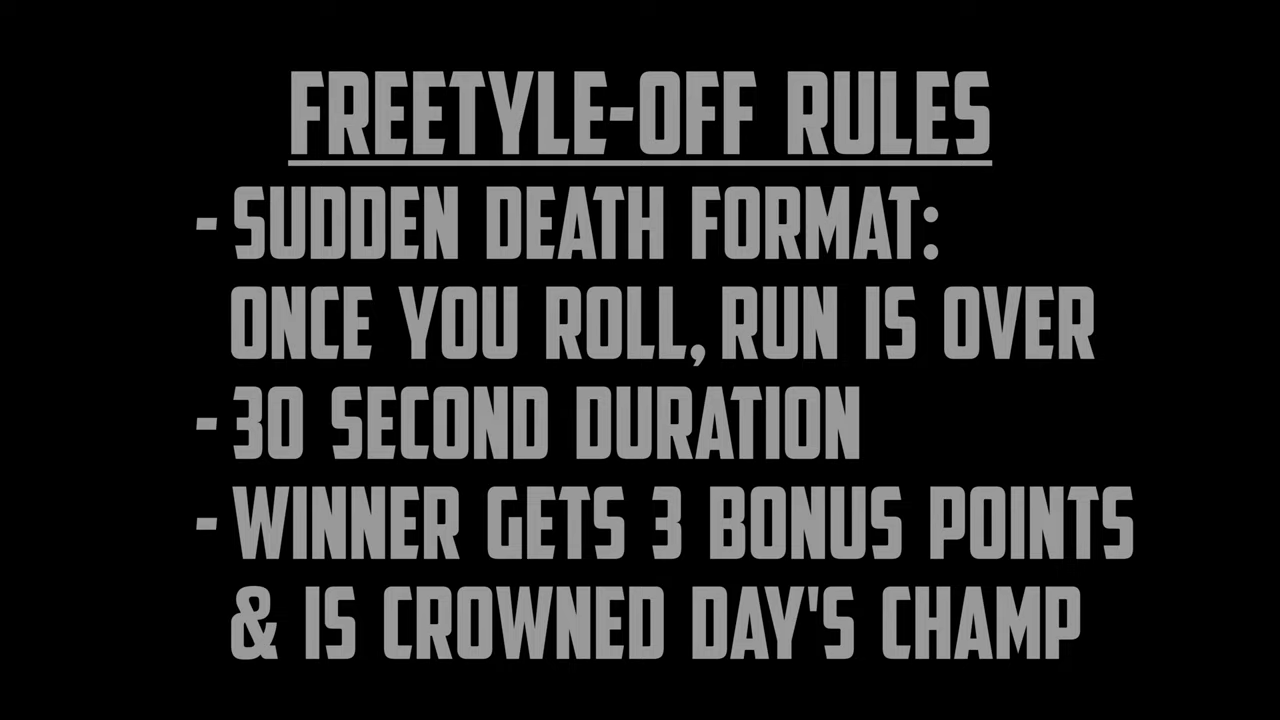 FREETYLE-OFF RULES
- SUDDEN DEATH FORMAT:
ONCE YOU ROLL, RUN IS OVER
- 30 SECOND DURATION
- WINNER GETS 3 BONUS POINTS
& IS CROWNED DAY'S CHAMP